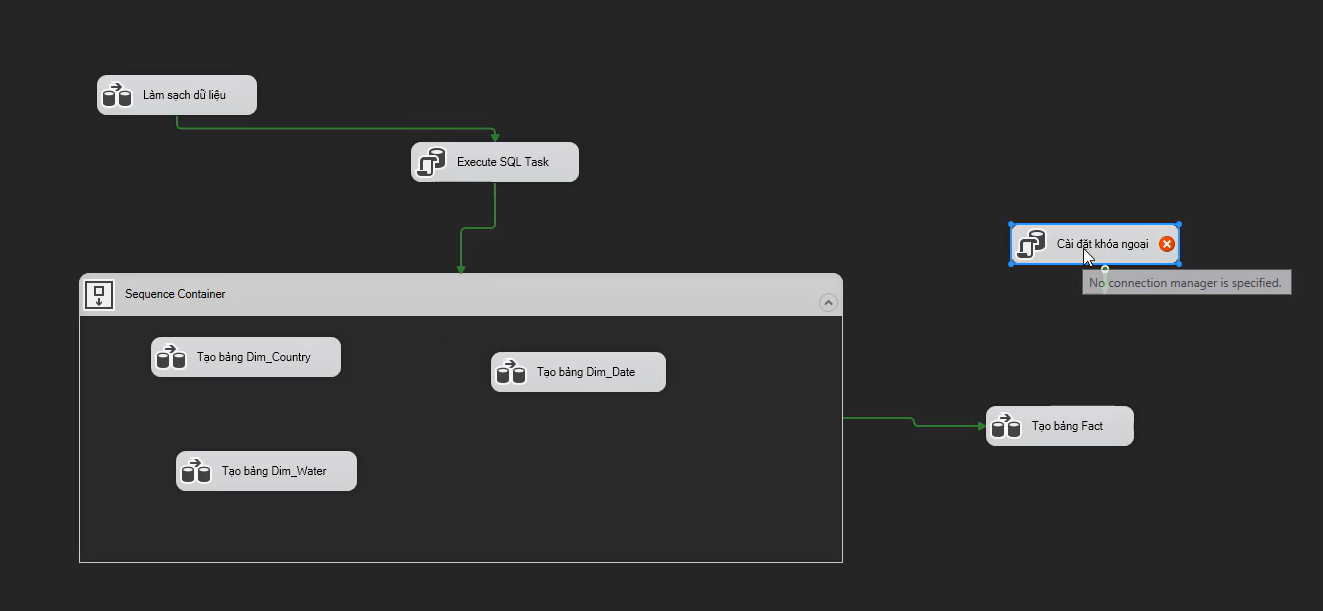 Làm sạch dữ liệu
Execute SQL Task
Cài đặt khóa ngoại
No connection manager is specified.
Sequence Container
Tạo bảng Dim_Country
Tạo bảng Dim_Date
Tạo bảng Fact
Tạo bảng Dim_Water